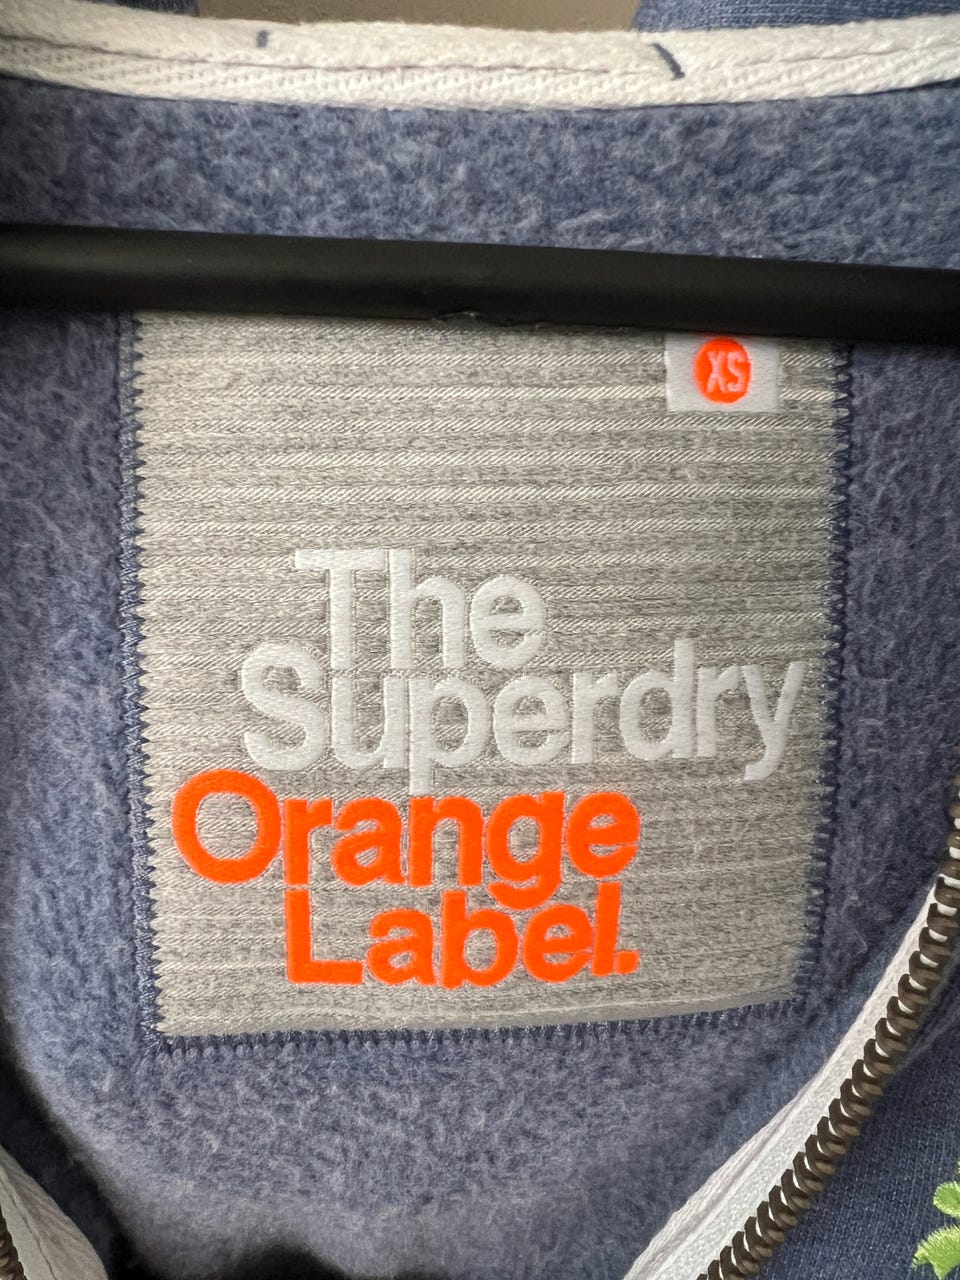 XS
The
Superdry
Orange
Label.